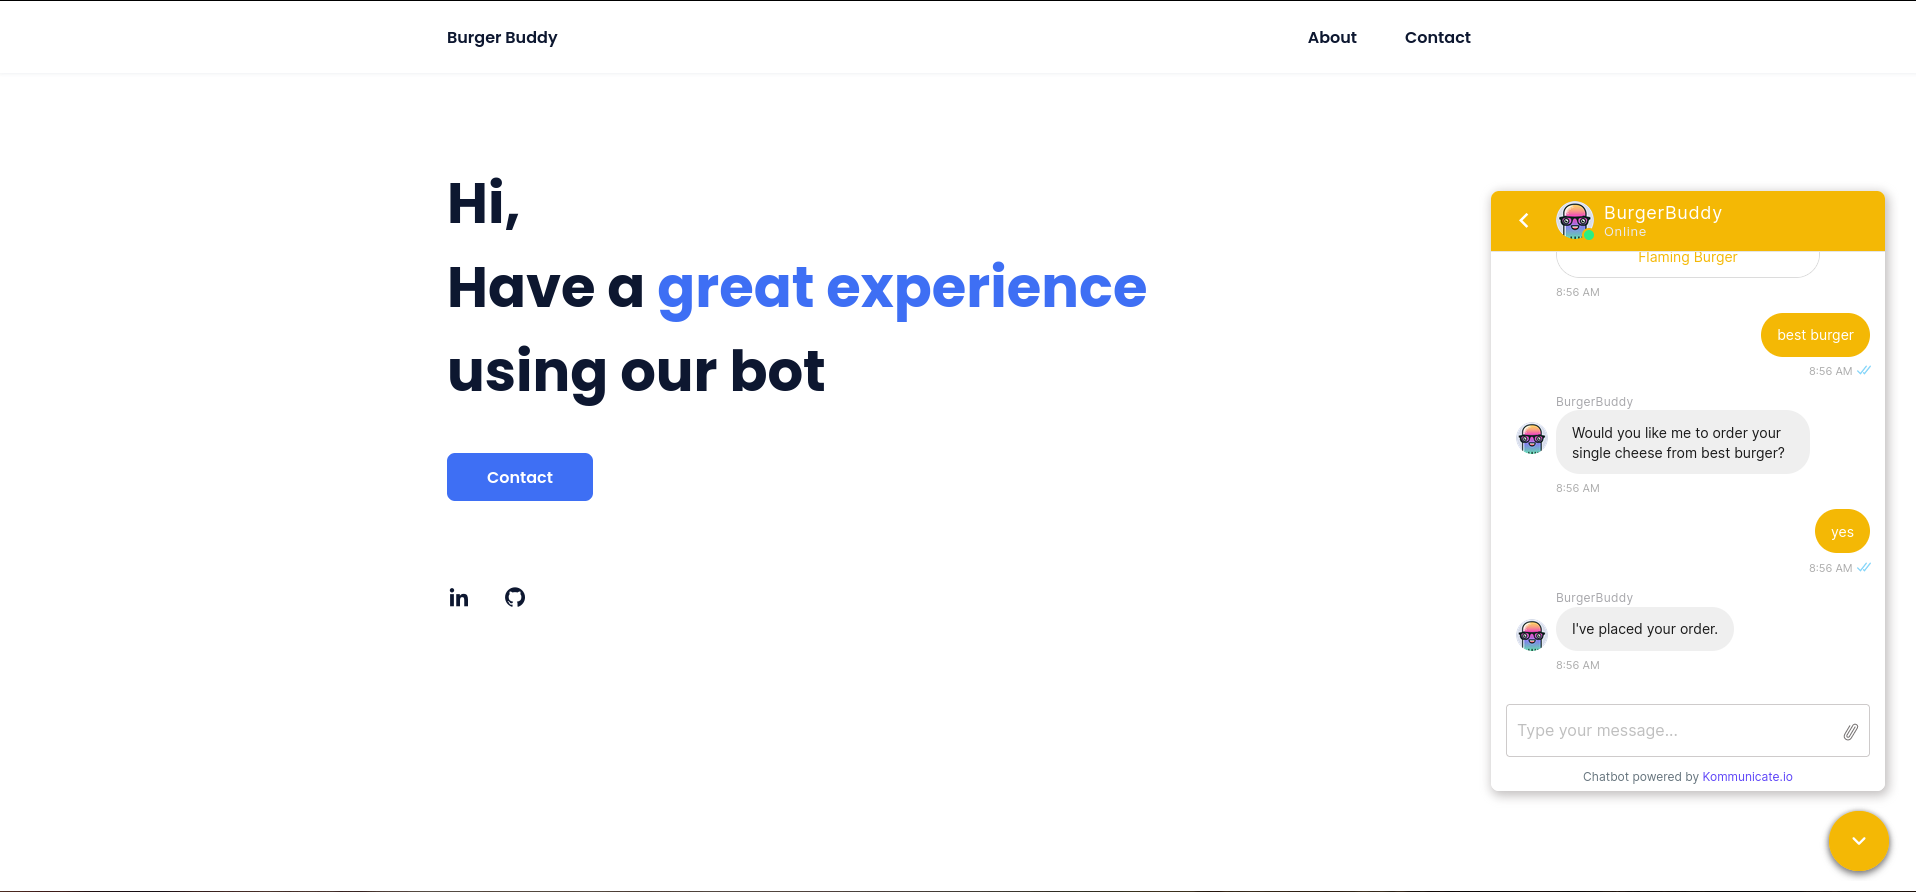 Burger Buddy
About
Contact
Hi,
Have a great experience
using our bot
Contact
BurgerBuddy
Online
Flaming Burger
8:56 AM
best burger
8:56 AM
BurgerBuddy
Would you like me to order your
single cheese from best burger?
8:56 AM
yes
8:56 AM
BurgerBuddy
I've placed your order.
8:56 AM
Type your message...
Chatbot powered by Kommunicate.io